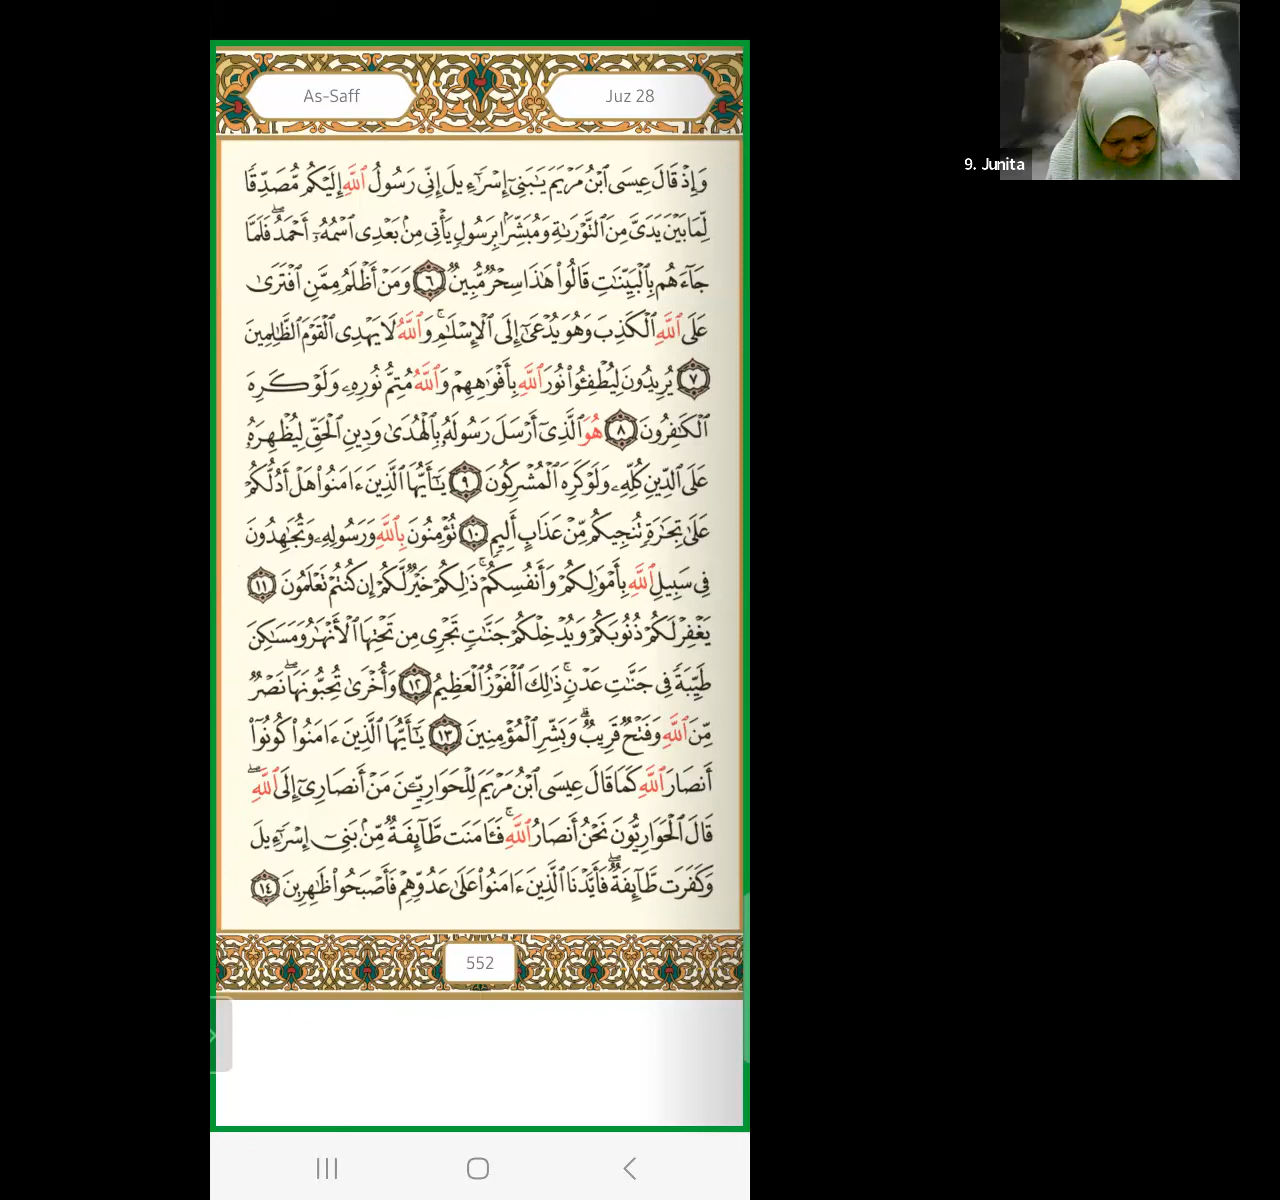 As-Saff
Juz 28
9. Junita
وَإِذْ قَالَ عِيسَى ٱبْنُ مَرْيَمَ يَـٰبَنِىٓ إِسْرَٰٓءِيلَ إِنِّى رَسُولُ ٱللَّهِ إِلَيْكُم مُّصَدِّقًا
لِّمَا بَيْنَ يَدَىَّ مِنَ ٱلتَّوْرَىٰةِ وَمُبَشِّرًۢا بِرَسُولٍ يَأْتِى مِنۢ بَعْدِى ٱسْمُهُۥٓ أَحْمَدُ ۖ فَلَمَّا
جَآءَهُم بِٱلْبَيِّنَـٰتِ قَالُوا۟ هَـٰذَا سِحْرٌ مُّبِينٌ ٦ وَمَنْ أَظْلَمُ مِمَّنِ ٱفْتَرَىٰ
عَلَى ٱللَّهِ ٱلْكَذِبَ وَهُوَ يُدْعَىٰٓ إِلَى ٱلْإِسْلَـٰمِ ۚ وَٱللَّهُ لَا يَهْدِى ٱلْقَوْمَ ٱلظَّـٰلِمِينَ
٧ يُرِيدُونَ لِيُطْفِـُٔوا۟ نُورَ ٱللَّهِ بِأَفْوَٰهِهِمْ وَٱللَّهُ مُتِمُّ نُورِهِۦ وَلَوْ كَرِهَ
ٱلْكَـٰفِرُونَ ٨ هُوَ ٱلَّذِىٓ أَرْسَلَ رَسُولَهُۥ بِٱلْهُدَىٰ وَدِينِ ٱلْحَقِّ لِيُظْهِرَهُۥ
عَلَى ٱلدِّينِ كُلِّهِۦ وَلَوْ كَرِهَ ٱلْمُشْرِكُونَ ٩ يَـٰٓأَيُّهَا ٱلَّذِينَ ءَامَنُوا۟ هَلْ أَدُلُّكُمْ
عَلَىٰ تِجَـٰرَةٍ تُنجِيكُم مِّنْ عَذَابٍ أَلِيمٍ ١٠ تُؤْمِنُونَ بِٱللَّهِ وَرَسُولِهِۦ وَتُجَـٰهِدُونَ
فِى سَبِيلِ ٱللَّهِ بِأَمْوَٰلِكُمْ وَأَنفُسِكُمْ ۚ ذَٰلِكُمْ خَيْرٌ لَّكُمْ إِن كُنتُمْ تَعْلَمُونَ ١١
يَغْفِرْ لَكُمْ ذُنُوبَكُمْ وَيُدْخِلْكُمْ جَنَّـٰتٍ تَجْرِى مِن تَحْتِهَا ٱلْأَنْهَـٰرُ وَمَسَـٰكِنَ
طَيِّبَةً فِى جَنَّـٰتِ عَدْنٍ ۚ ذَٰلِكَ ٱلْفَوْزُ ٱلْعَظِيمُ ١٢ وَأُخْرَىٰ تُحِبُّونَهَا ۖ نَصْرٌ
مِّنَ ٱللَّهِ وَفَتْحٌ قَرِيبٌ ۗ وَبَشِّرِ ٱلْمُؤْمِنِينَ ١٣ يَـٰٓأَيُّهَا ٱلَّذِينَ ءَامَنُوا۟ كُونُوٓا۟
أَنصَارَ ٱللَّهِ كَمَا قَالَ عِيسَى ٱبْنُ مَرْيَمَ لِلْحَوَارِيِّـۧنَ مَنْ أَنصَارِىٓ إِلَى ٱللَّهِ ۖ
قَالَ ٱلْحَوَارِيُّونَ نَحْنُ أَنصَارُ ٱللَّهِ ۖ فَـَٔامَنَت طَّآئِفَةٌ مِّنۢ بَنِىٓ إِسْرَٰٓءِيلَ
وَكَفَرَت طَّآئِفَةٌ ۖ فَأَيَّدْنَا ٱلَّذِينَ ءَامَنُوا۟ عَلَىٰ عَدُوِّهِمْ فَأَصْبَحُوا۟ ظَـٰهِرِينَ ١٤
552